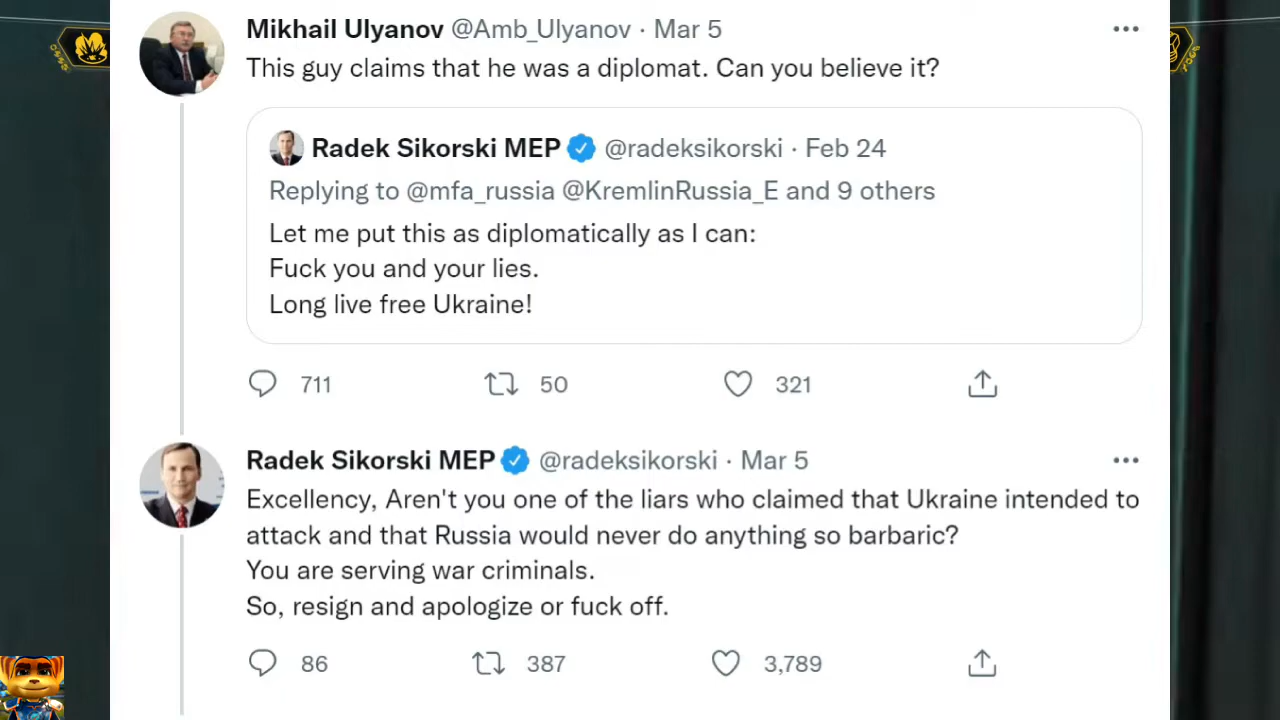 Mikhail Ulyanov @Amb_Ulyanov · Mar 5
This guy claims that he was a diplomat. Can you believe it?
Radek Sikorski MEP @radeksikorski · Feb 24
Replying to @mfa_russia @KremlinRussia_E and 9 others
Let me put this as diplomatically as I can:
Fuck you and your lies.
Long live free Ukraine!
711 50 321
Radek Sikorski MEP @radeksikorski · Mar 5
Excellency, Aren't you one of the liars who claimed that Ukraine intended to
attack and that Russia would never do anything so barbaric?
You are serving war criminals.
So, resign and apologize or fuck off.
86 387 3,789